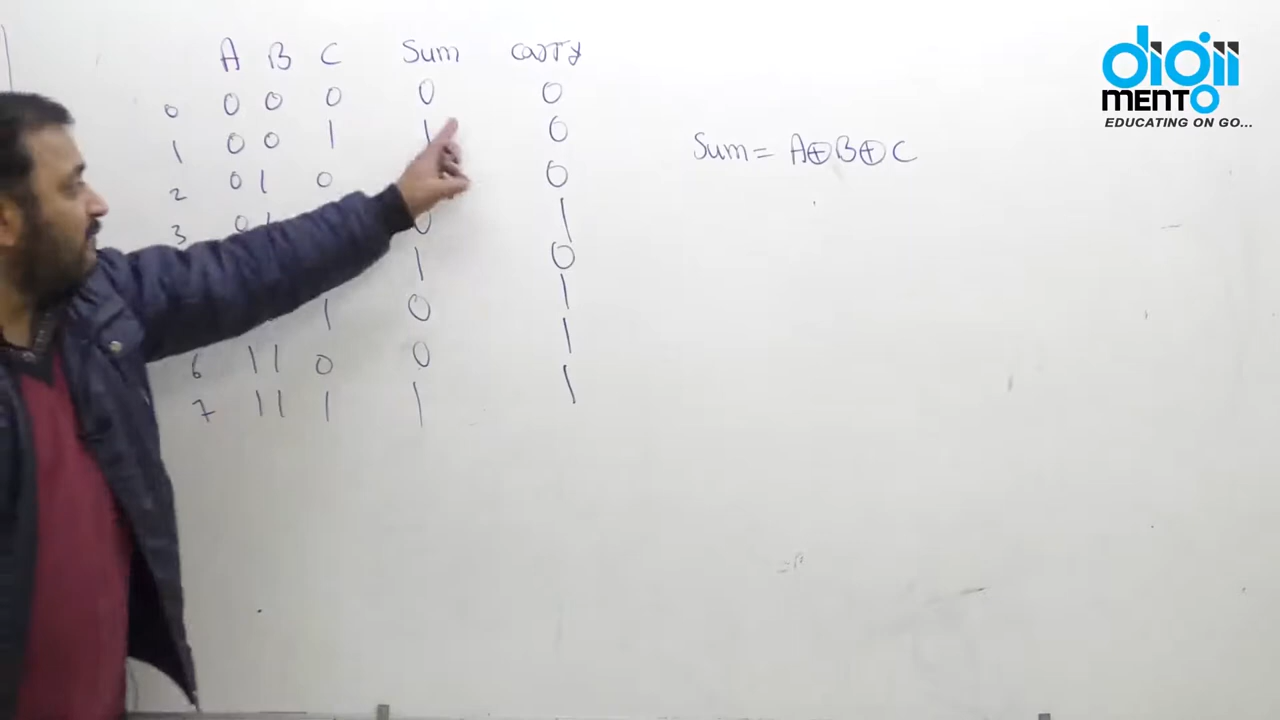 A B C Sum carry
0 0 0 0 0 0
1 0 0 1 1 0
2 0 1 0 0
3 0 1 0 1
1 0
1 0 1
6 1 1 0 0 1
7 1 1 1 1 1
Sum = A⊕B⊕C
digii
MENTO
EDUCATING ON GO...